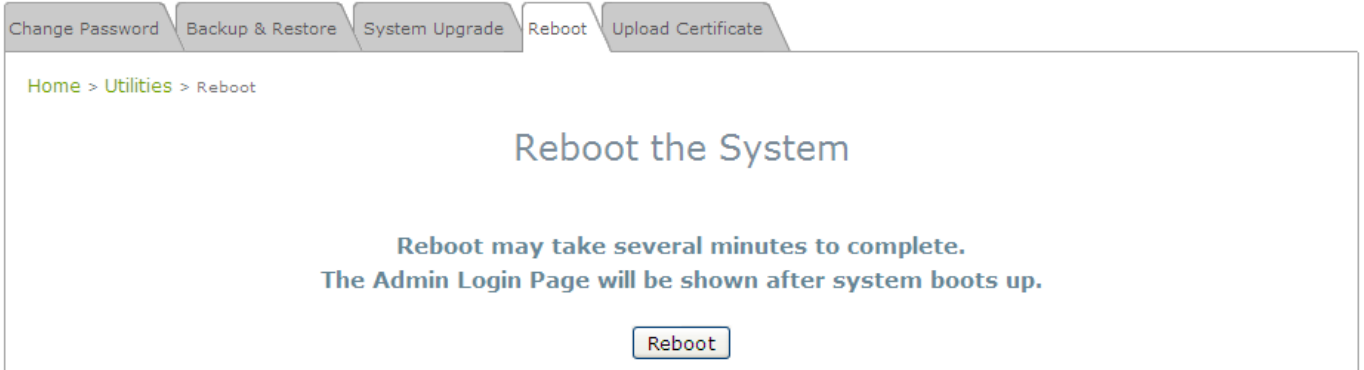 Change Password Backup & Restore System Upgrade Reboot Upload Certificate
Home > Utilities > Reboot
Reboot the System
Reboot may take several minutes to complete.
The Admin Login Page will be shown after system boots up.
Reboot